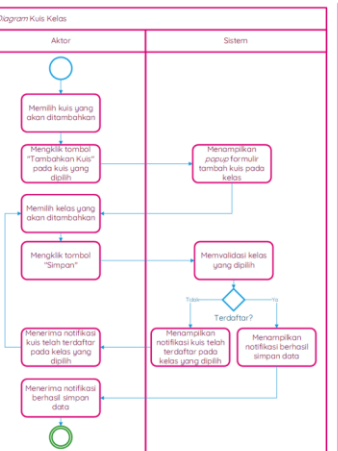 Diagram Kuis Kelas
Aktor
Sistem
Memilih kuis yang
akan ditambahkan
Mengklik tombol
"Tambahkan Kuis"
pada kuis yang
dipilih
Menampilkan
popup formulir
tambah kuis pada
kelas
Memilih kelas yang
akan ditambahkan
Mengklik tombol
"Simpan"
Memvalidasi kelas
yang dipilih
Tidak
Ya
Terdaftar?
Menerima notifikasi
kuis telah terdaftar
pada kelas yang
dipilih
Menampilkan
notifikasi kuis telah
terdaftar pada
kelas yang dipilih
Menampilkan
notifikasi berhasil
simpan data
Menerima notifikasi
berhasil simpan
data